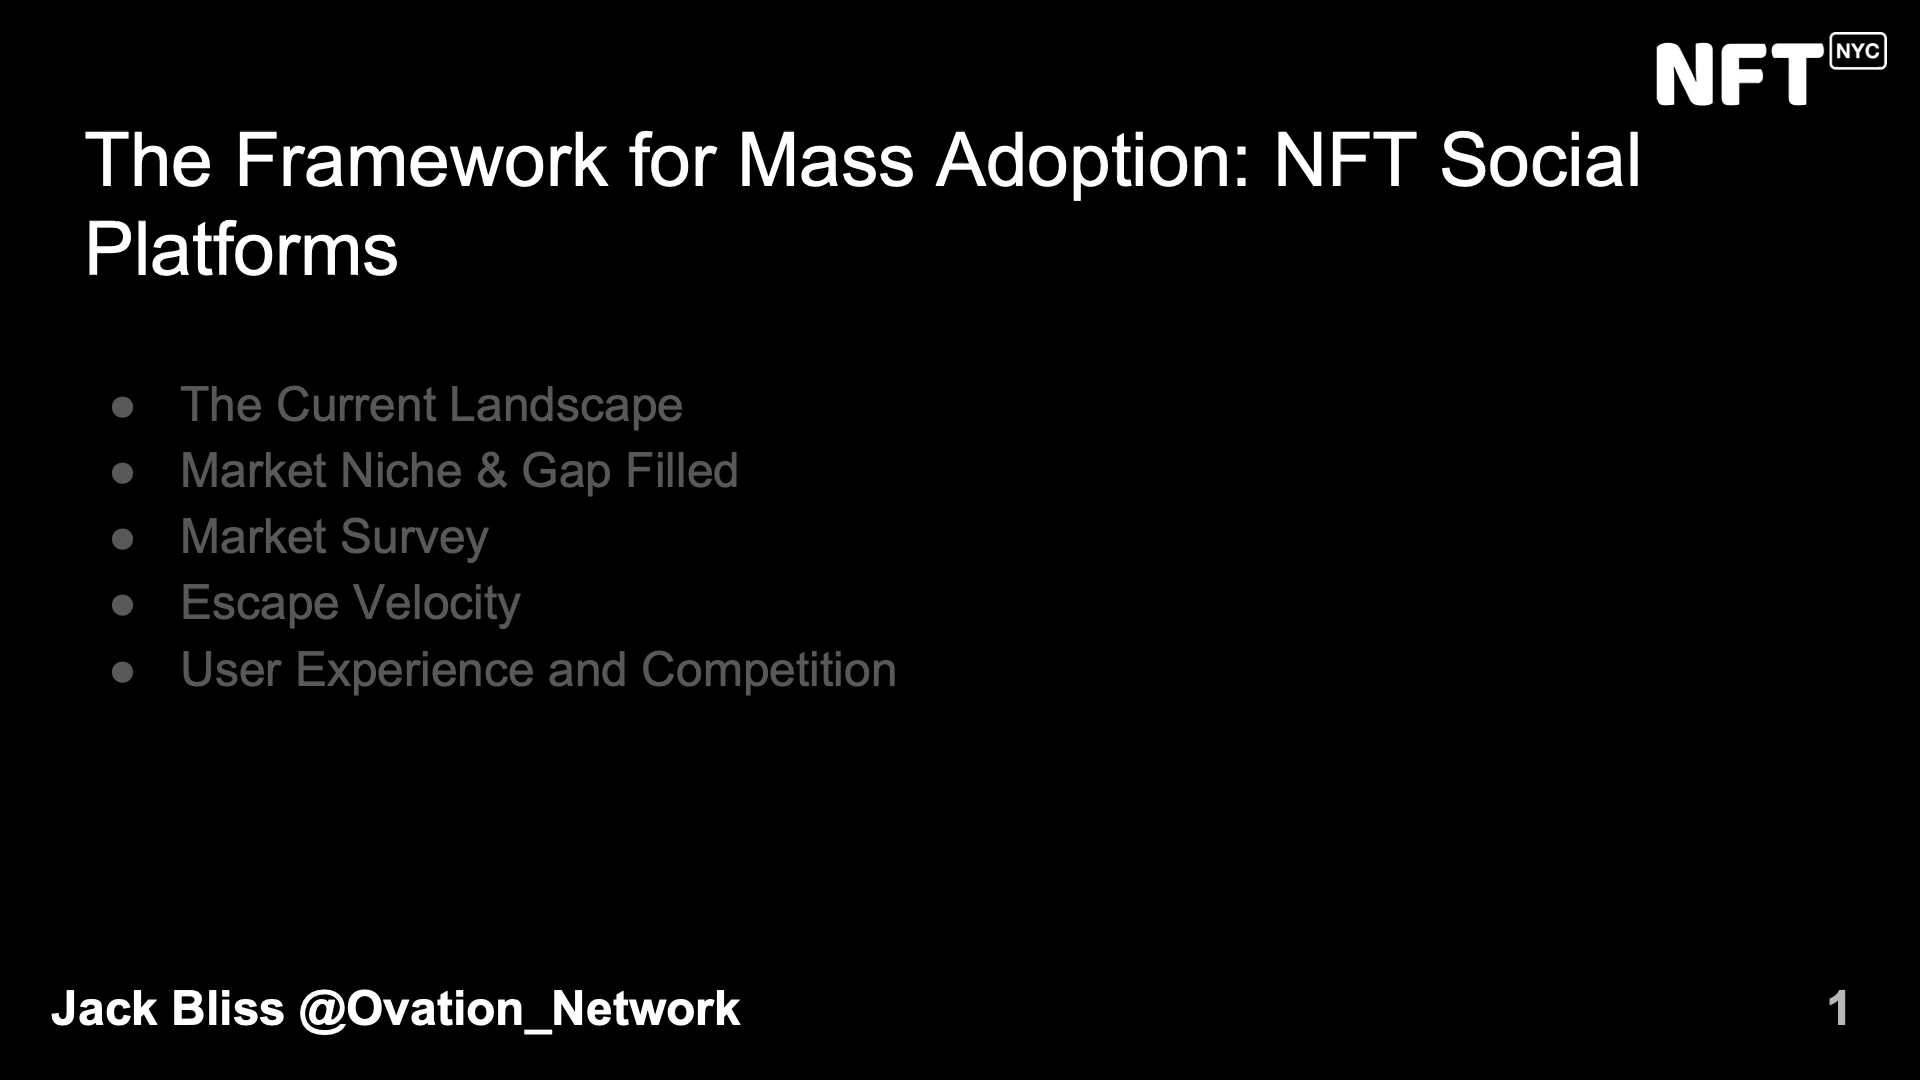 NFT NYC
The Framework for Mass Adoption: NFT Social
Platforms
● The Current Landscape
● Market Niche & Gap Filled
● Market Survey
● Escape Velocity
● User Experience and Competition
Jack Bliss @Ovation_Network
1